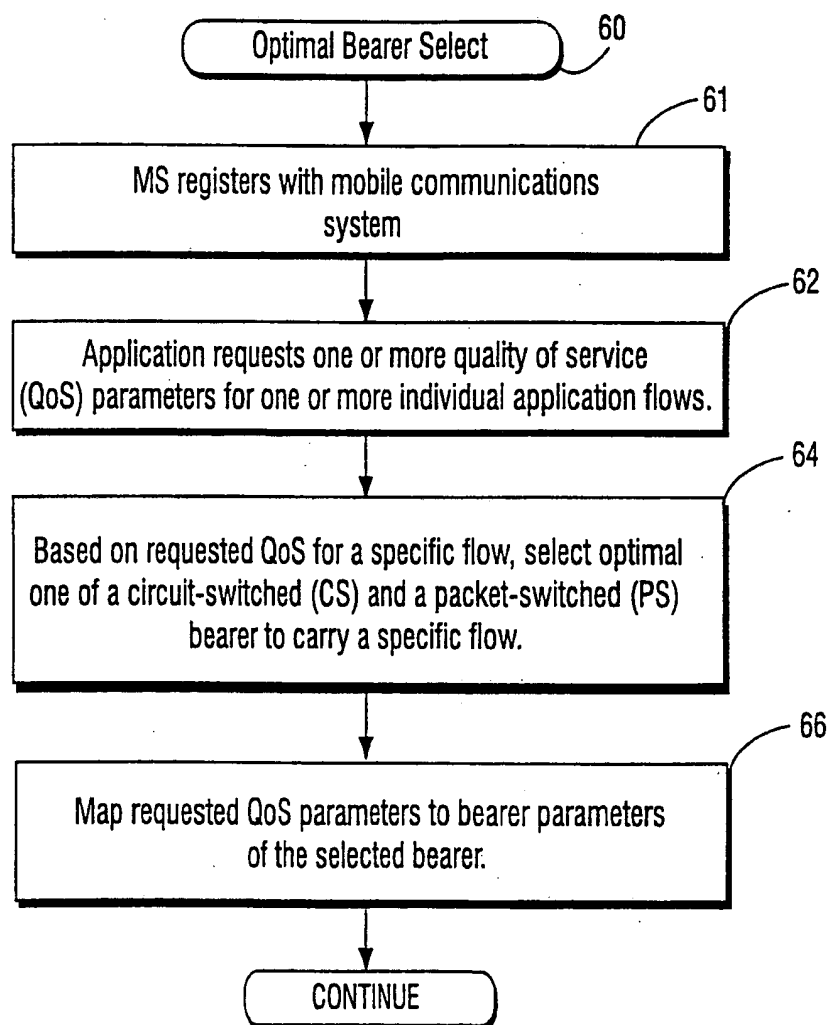 Optimal Bearer Select
60
61
MS registers with mobile communications
system
62
Application requests one or more quality of service
(QoS) parameters for one or more individual application flows.
64
Based on requested QoS for a specific flow, select optimal
one of a circuit-switched (CS) and a packet-switched (PS)
bearer to carry a specific flow.
66
Map requested QoS parameters to bearer parameters
of the selected bearer.
CONTINUE